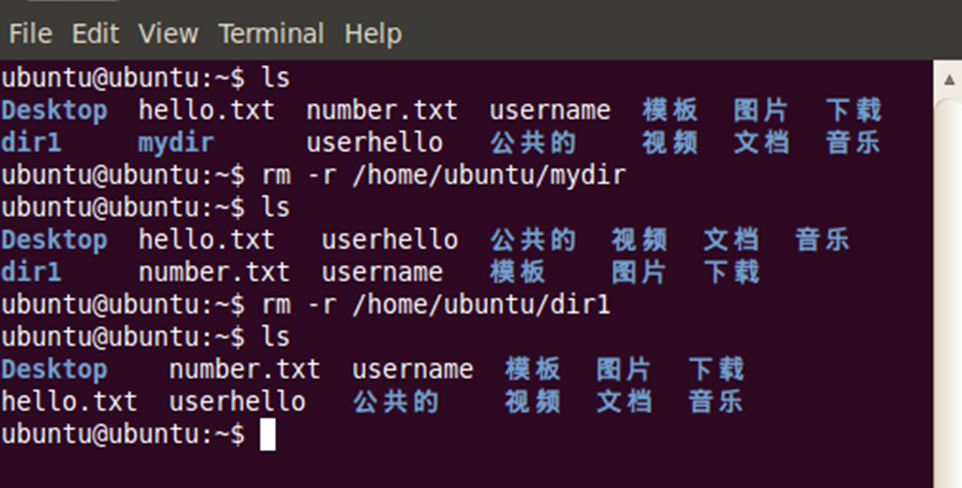 File Edit View Terminal Help
ubuntu@ubuntu:~$ ls
Desktop hello.txt number.txt username 模板 图片 下载
dir1 mydir userhello 公共的 视频 文档 音乐
ubuntu@ubuntu:~$ rm -r /home/ubuntu/mydir
ubuntu@ubuntu:~$ ls
Desktop hello.txt userhello 公共的 视频 文档 音乐
dir1 number.txt username 模板 图片 下载
ubuntu@ubuntu:~$ rm -r /home/ubuntu/dir1
ubuntu@ubuntu:~$ ls
Desktop number.txt username 模板 图片 下载
hello.txt userhello 公共的 视频 文档 音乐
ubuntu@ubuntu:~$